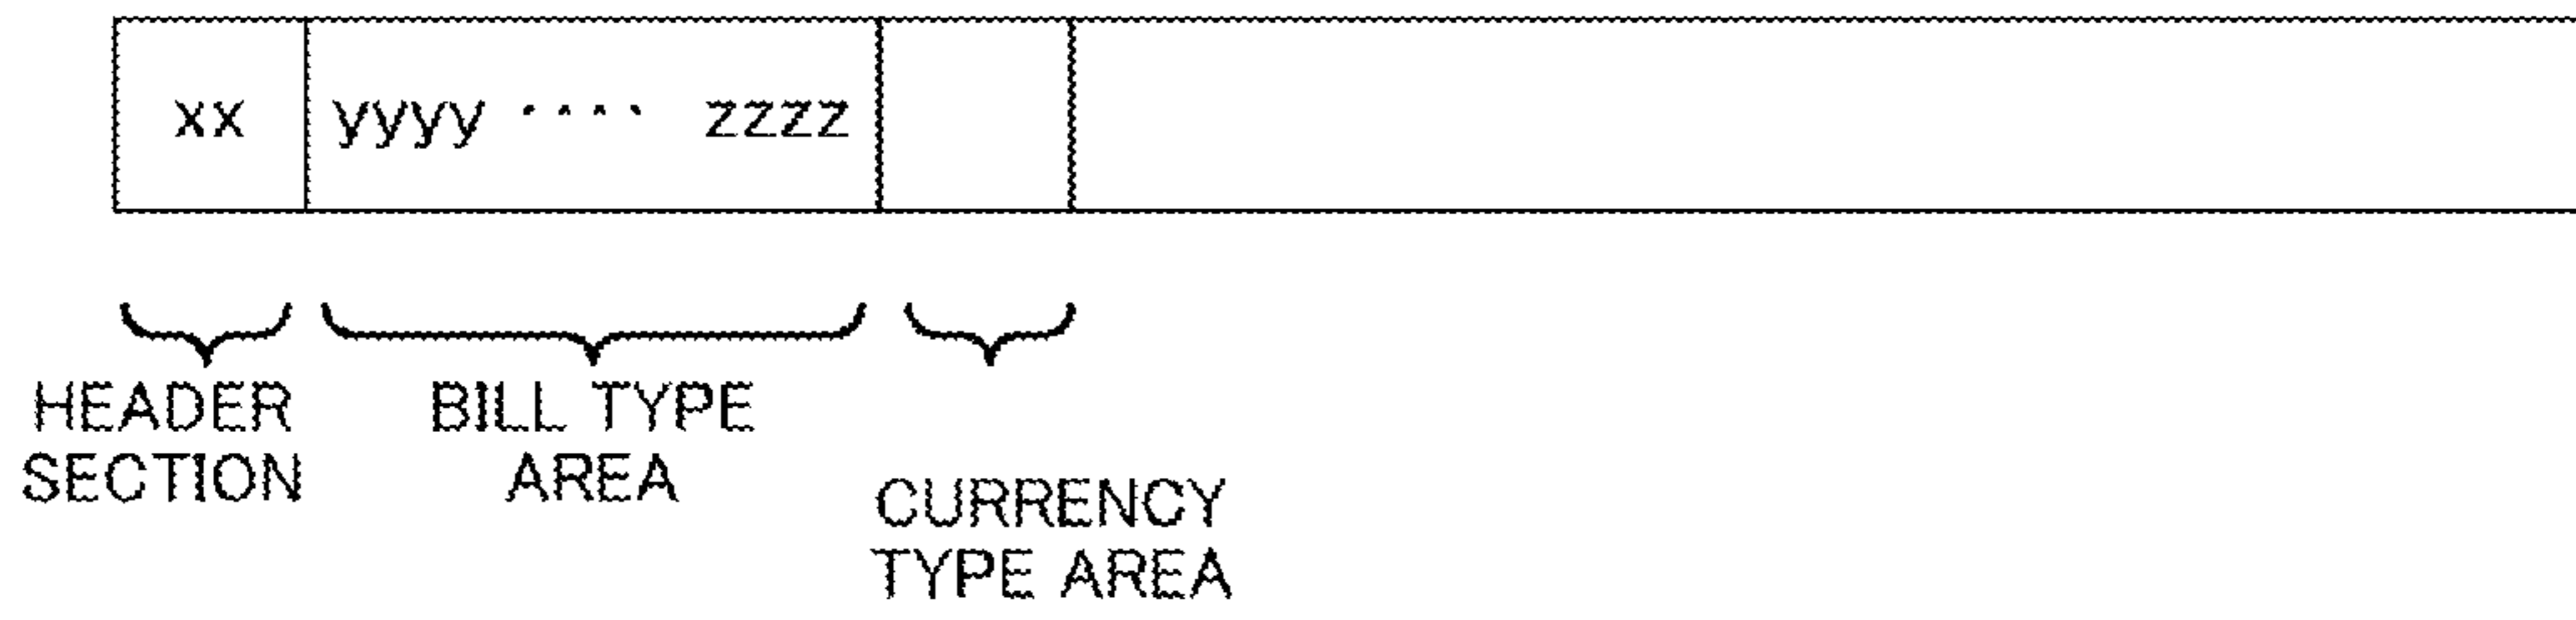 xx yyyy ···· zzzz
HEADER
SECTION
BILL TYPE
AREA
CURRENCY
TYPE AREA